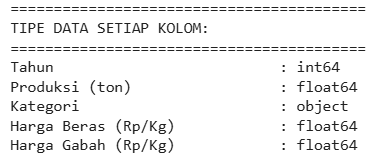 ==========================================
TIPE DATA SETIAP KOLOM:
==========================================
Tahun : int64
Produksi (ton) : float64
Kategori : object
Harga Beras (Rp/Kg) : float64
Harga Gabah (Rp/Kg) : float64